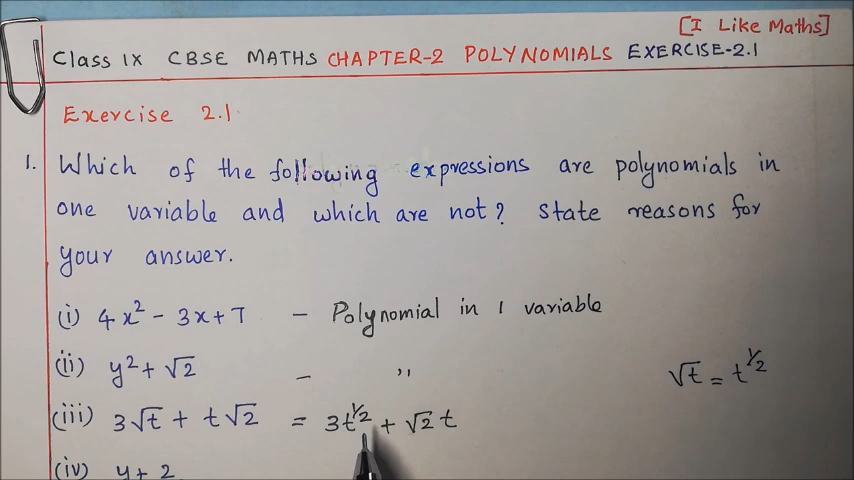 [I Like Maths]
Class IX CBSE MATHS CHAPTER-2 POLYNOMIALS EXERCISE-2.1
Exercise 2.1
1. Which of the following expressions are polynomials in
one variable and which are not? State reasons for
your answer.
(i) 4x² - 3x + 7 - Polynomial in 1 variable
(ii) y² + √2 - ,, √t = t^1/2
(iii) 3√t + t√2 = 3t^1/2 + √2 t
(iv) y + 2